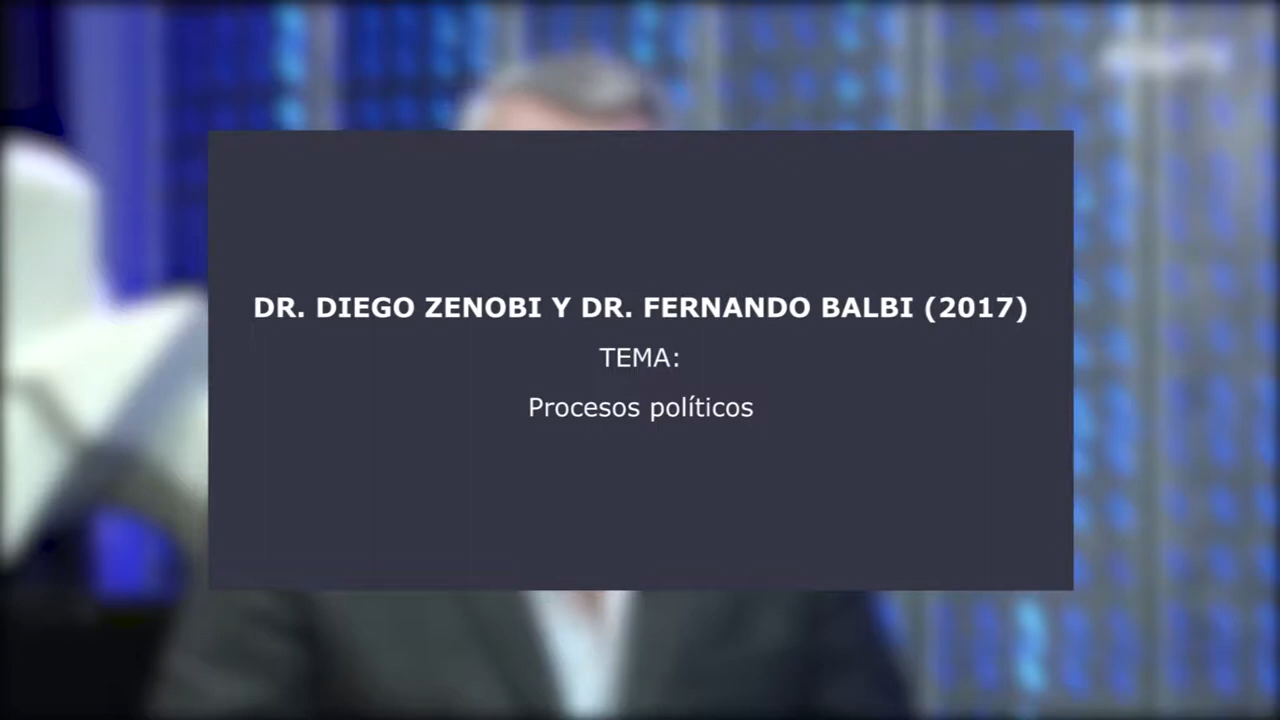 DR. DIEGO ZENOBI Y DR. FERNANDO BALBI (2017)
TEMA:
Procesos políticos